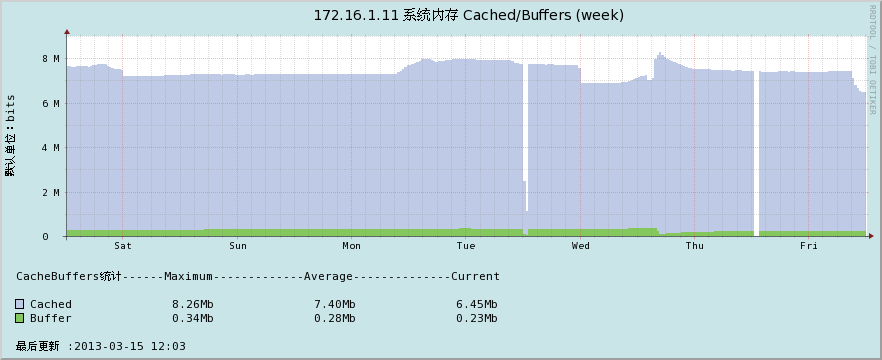 172.16.1.11 系统内存 Cached/Buffers (week)
RRDTOOL / TOBI OETIKER
默认单位：bits
8 M
6 M
4 M
2 M
0
Sat Sun Mon Tue Wed Thu Fri
CacheBuffers统计------Maximum-------------Average--------------Current
Cached 8.26Mb 7.40Mb 6.45Mb
Buffer 0.34Mb 0.28Mb 0.23Mb
最后更新 :2013-03-15 12:03